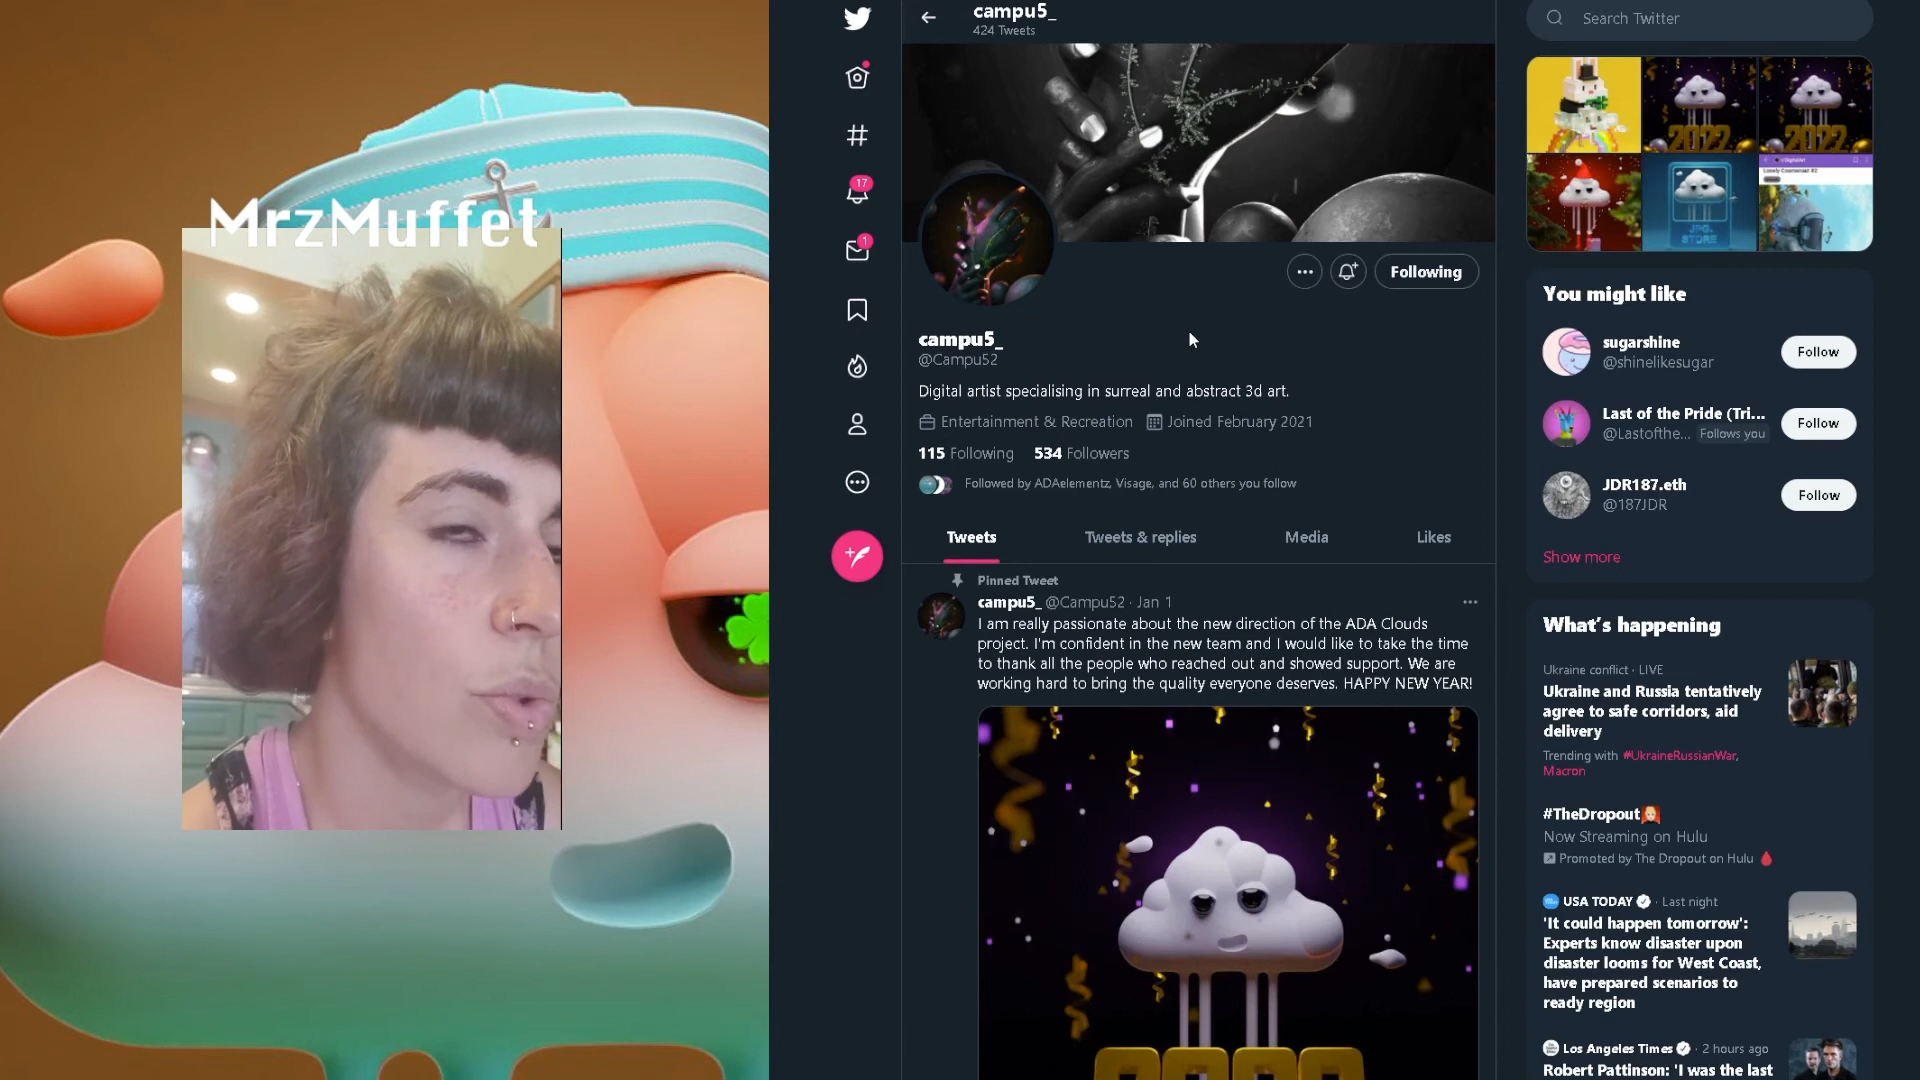 MrzMuffet
17
1
campu5_
424 Tweets
Following
campu5_
@Campu52
Digital artist specialising in surreal and abstract 3d art.
Entertainment & Recreation
Joined February 2021
115 Following
534 Followers
Followed by ADAelementz, Visage, and 60 others you follow
Tweets
Tweets & replies
Media
Likes
Pinned Tweet
campu5_ @Campu52 · Jan 1
I am really passionate about the new direction of the ADA Clouds
project. I'm confident in the new team and I would like to take the time
to thank all the people who reached out and showed support. We are
working hard to bring the quality everyone deserves. HAPPY NEW YEAR!
Search Twitter
2022
2022
JPG.
STORE
You might like
sugarshine
@shinelikesugar
Follow
Last of the Pride (Tri...
@Lastofthe... Follows you
Follow
JDR187.eth
@187JDR
Follow
Show more
What's happening
Ukraine conflict · LIVE
Ukraine and Russia tentatively
agree to safe corridors, aid
delivery
Trending with #UkraineRussianWar,
Macron
#TheDropout
Now Streaming on Hulu
Promoted by The Dropout on Hulu
USA TODAY · Last night
'It could happen tomorrow':
Experts know disaster upon
disaster looms for West Coast,
have prepared scenarios to
ready region
Los Angeles Times · 2 hours ago
Robert Pattinson: 'I was the last